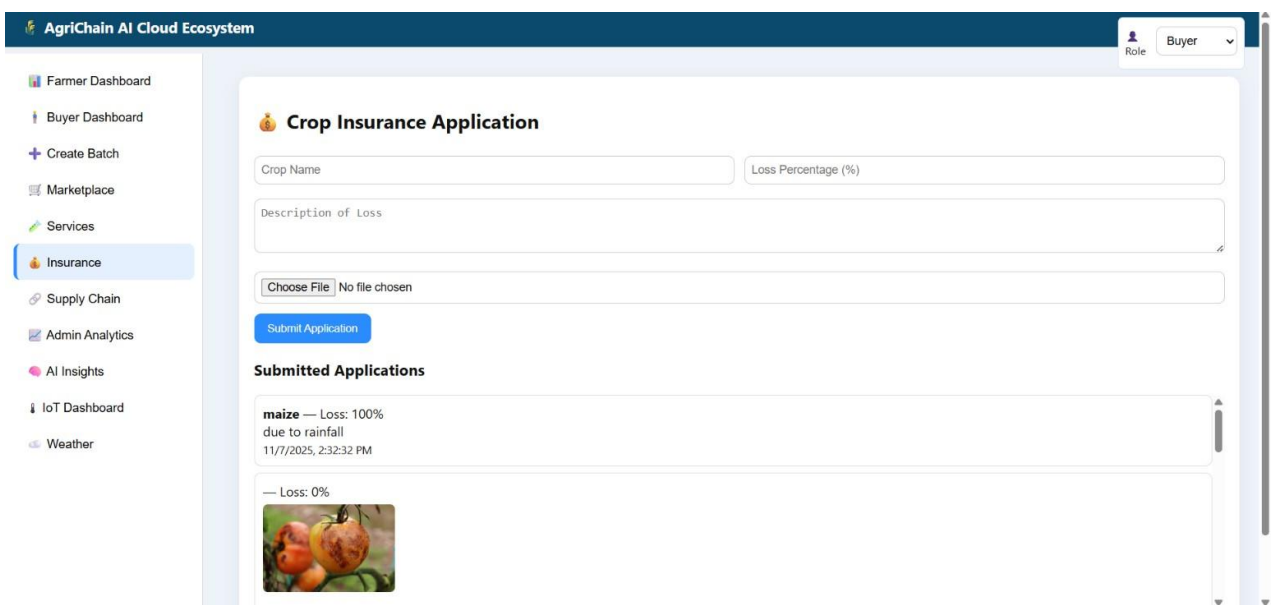 AgriChain AI Cloud Ecosystem
Role
Buyer
Farmer Dashboard
Buyer Dashboard
Create Batch
Marketplace
Services
Insurance
Supply Chain
Admin Analytics
AI Insights
IoT Dashboard
Weather
Crop Insurance Application
Crop Name
Loss Percentage (%)
Description of Loss
Choose File No file chosen
Submit Application
Submitted Applications
maize — Loss: 100%
due to rainfall
11/7/2025, 2:32:32 PM
— Loss: 0%